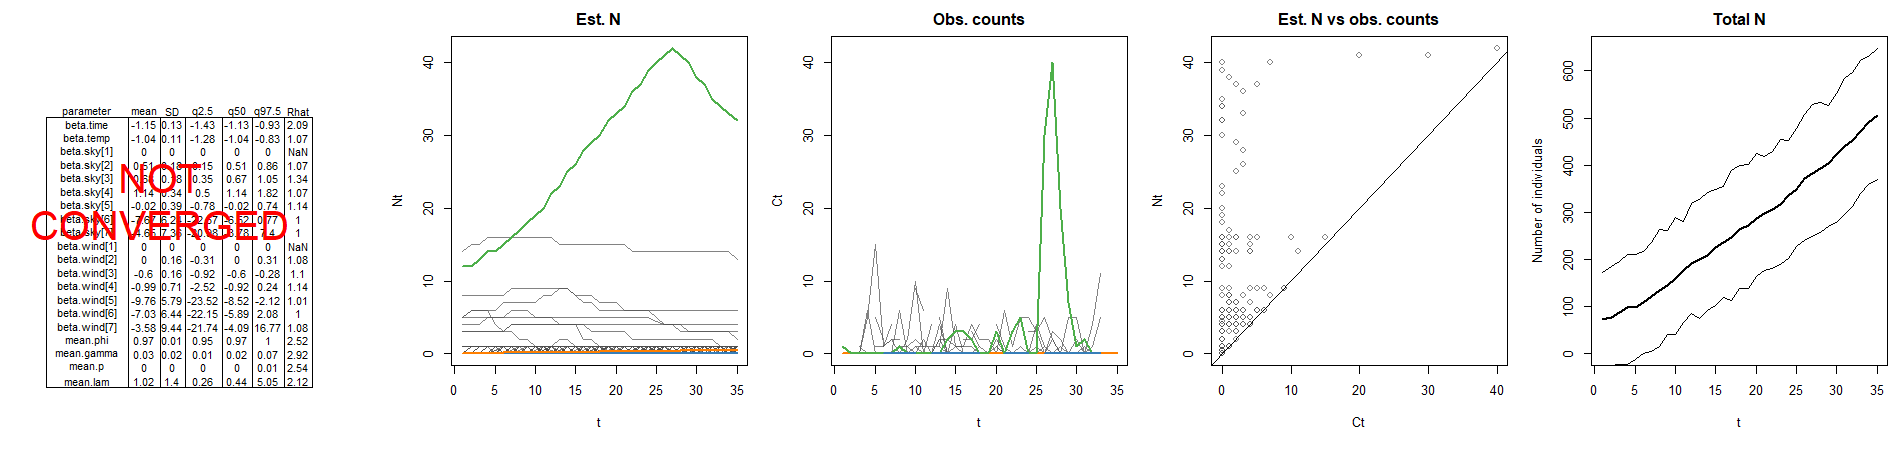 parameter mean SD q2.5 q50 q97.5 Rhat
beta.time -1.15 0.13 -1.43 -1.13 -0.93 2.09
beta.temp -1.04 0.11 -1.28 -1.04 -0.83 1.07
beta.sky[1] 0 0 0 0 0 NaN
beta.sky[2] 0.51 0.18 0.15 0.51 0.86 1.07
beta.sky[3] 0.35 0.67 1.05 1.34
beta.sky[4] 1.14 0.34 0.5 1.14 1.82 1.07
beta.sky[5] -0.02 0.39 -0.78 -0.02 0.74 1.14
beta.sky[6] 1
beta.sky[7] 1
beta.wind[1] 0 0 0 0 0 NaN
beta.wind[2] 0 0.16 -0.31 0 0.31 1.08
beta.wind[3] -0.6 0.16 -0.92 -0.6 -0.28 1.1
beta.wind[4] -0.99 0.71 -2.52 -0.92 0.24 1.14
beta.wind[5] -9.76 5.79 -23.52 -8.52 -2.12 1.01
beta.wind[6] -7.03 6.44 -22.15 -5.89 2.08 1
beta.wind[7] -3.58 9.44 -21.74 -4.09 16.77 1.08
mean.phi 0.97 0.01 0.95 0.97 1 2.52
mean.gamma 0.03 0.02 0.01 0.02 0.07 2.92
mean.p 0 0 0 0 0.01 2.54
mean.lam 1.02 1.4 0.26 0.44 5.05 2.12
NOT
CONVERGED
Est. N
Nt
40
30
20
10
0
0 5 10 15 20 25 30 35
t
Obs. counts
Ct
40
30
20
10
0
0 5 10 15 20 25 30 35
t
Est. N vs obs. counts
Nt
40
30
20
10
0
0 10 20 30 40
Ct
Total N
Number of individuals
600
500
400
300
200
100
0
0 5 10 15 20 25 30 35
t